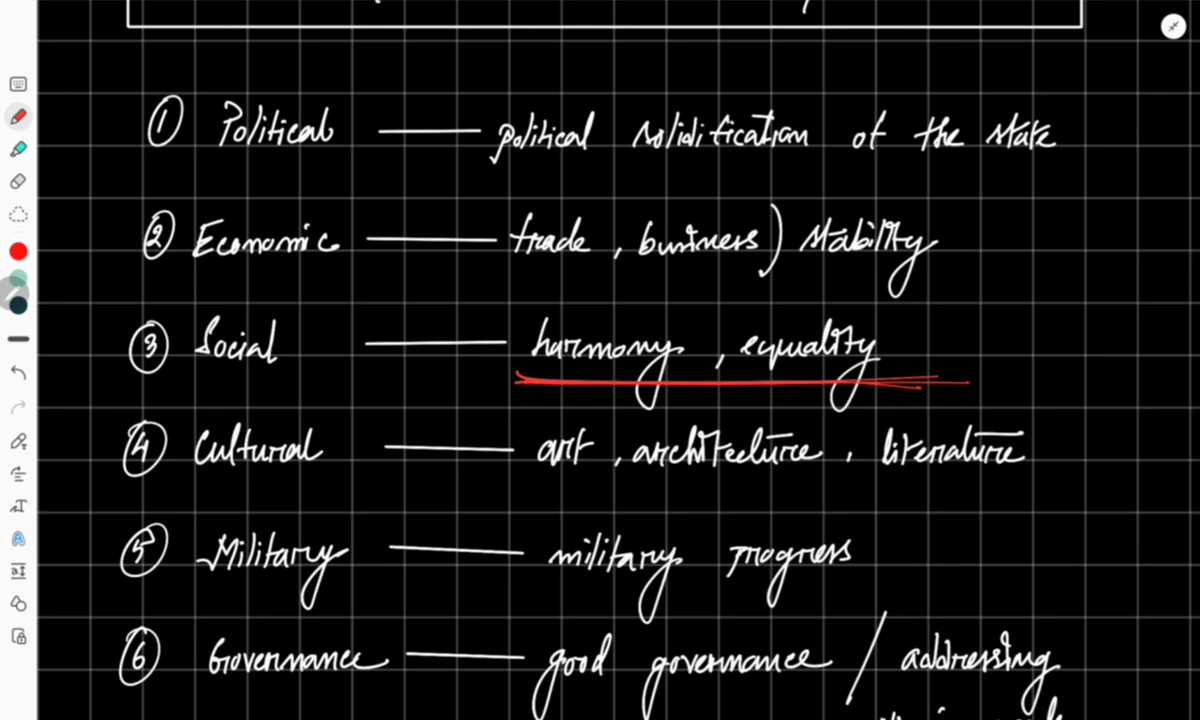 ① Political — political solidification of the state
② Economic — trade, business) stability
③ Social — harmony, equality
④ Cultural — art, architecture, literature
⑤ Military — military progress
⑥ Governance — good governance / addressing